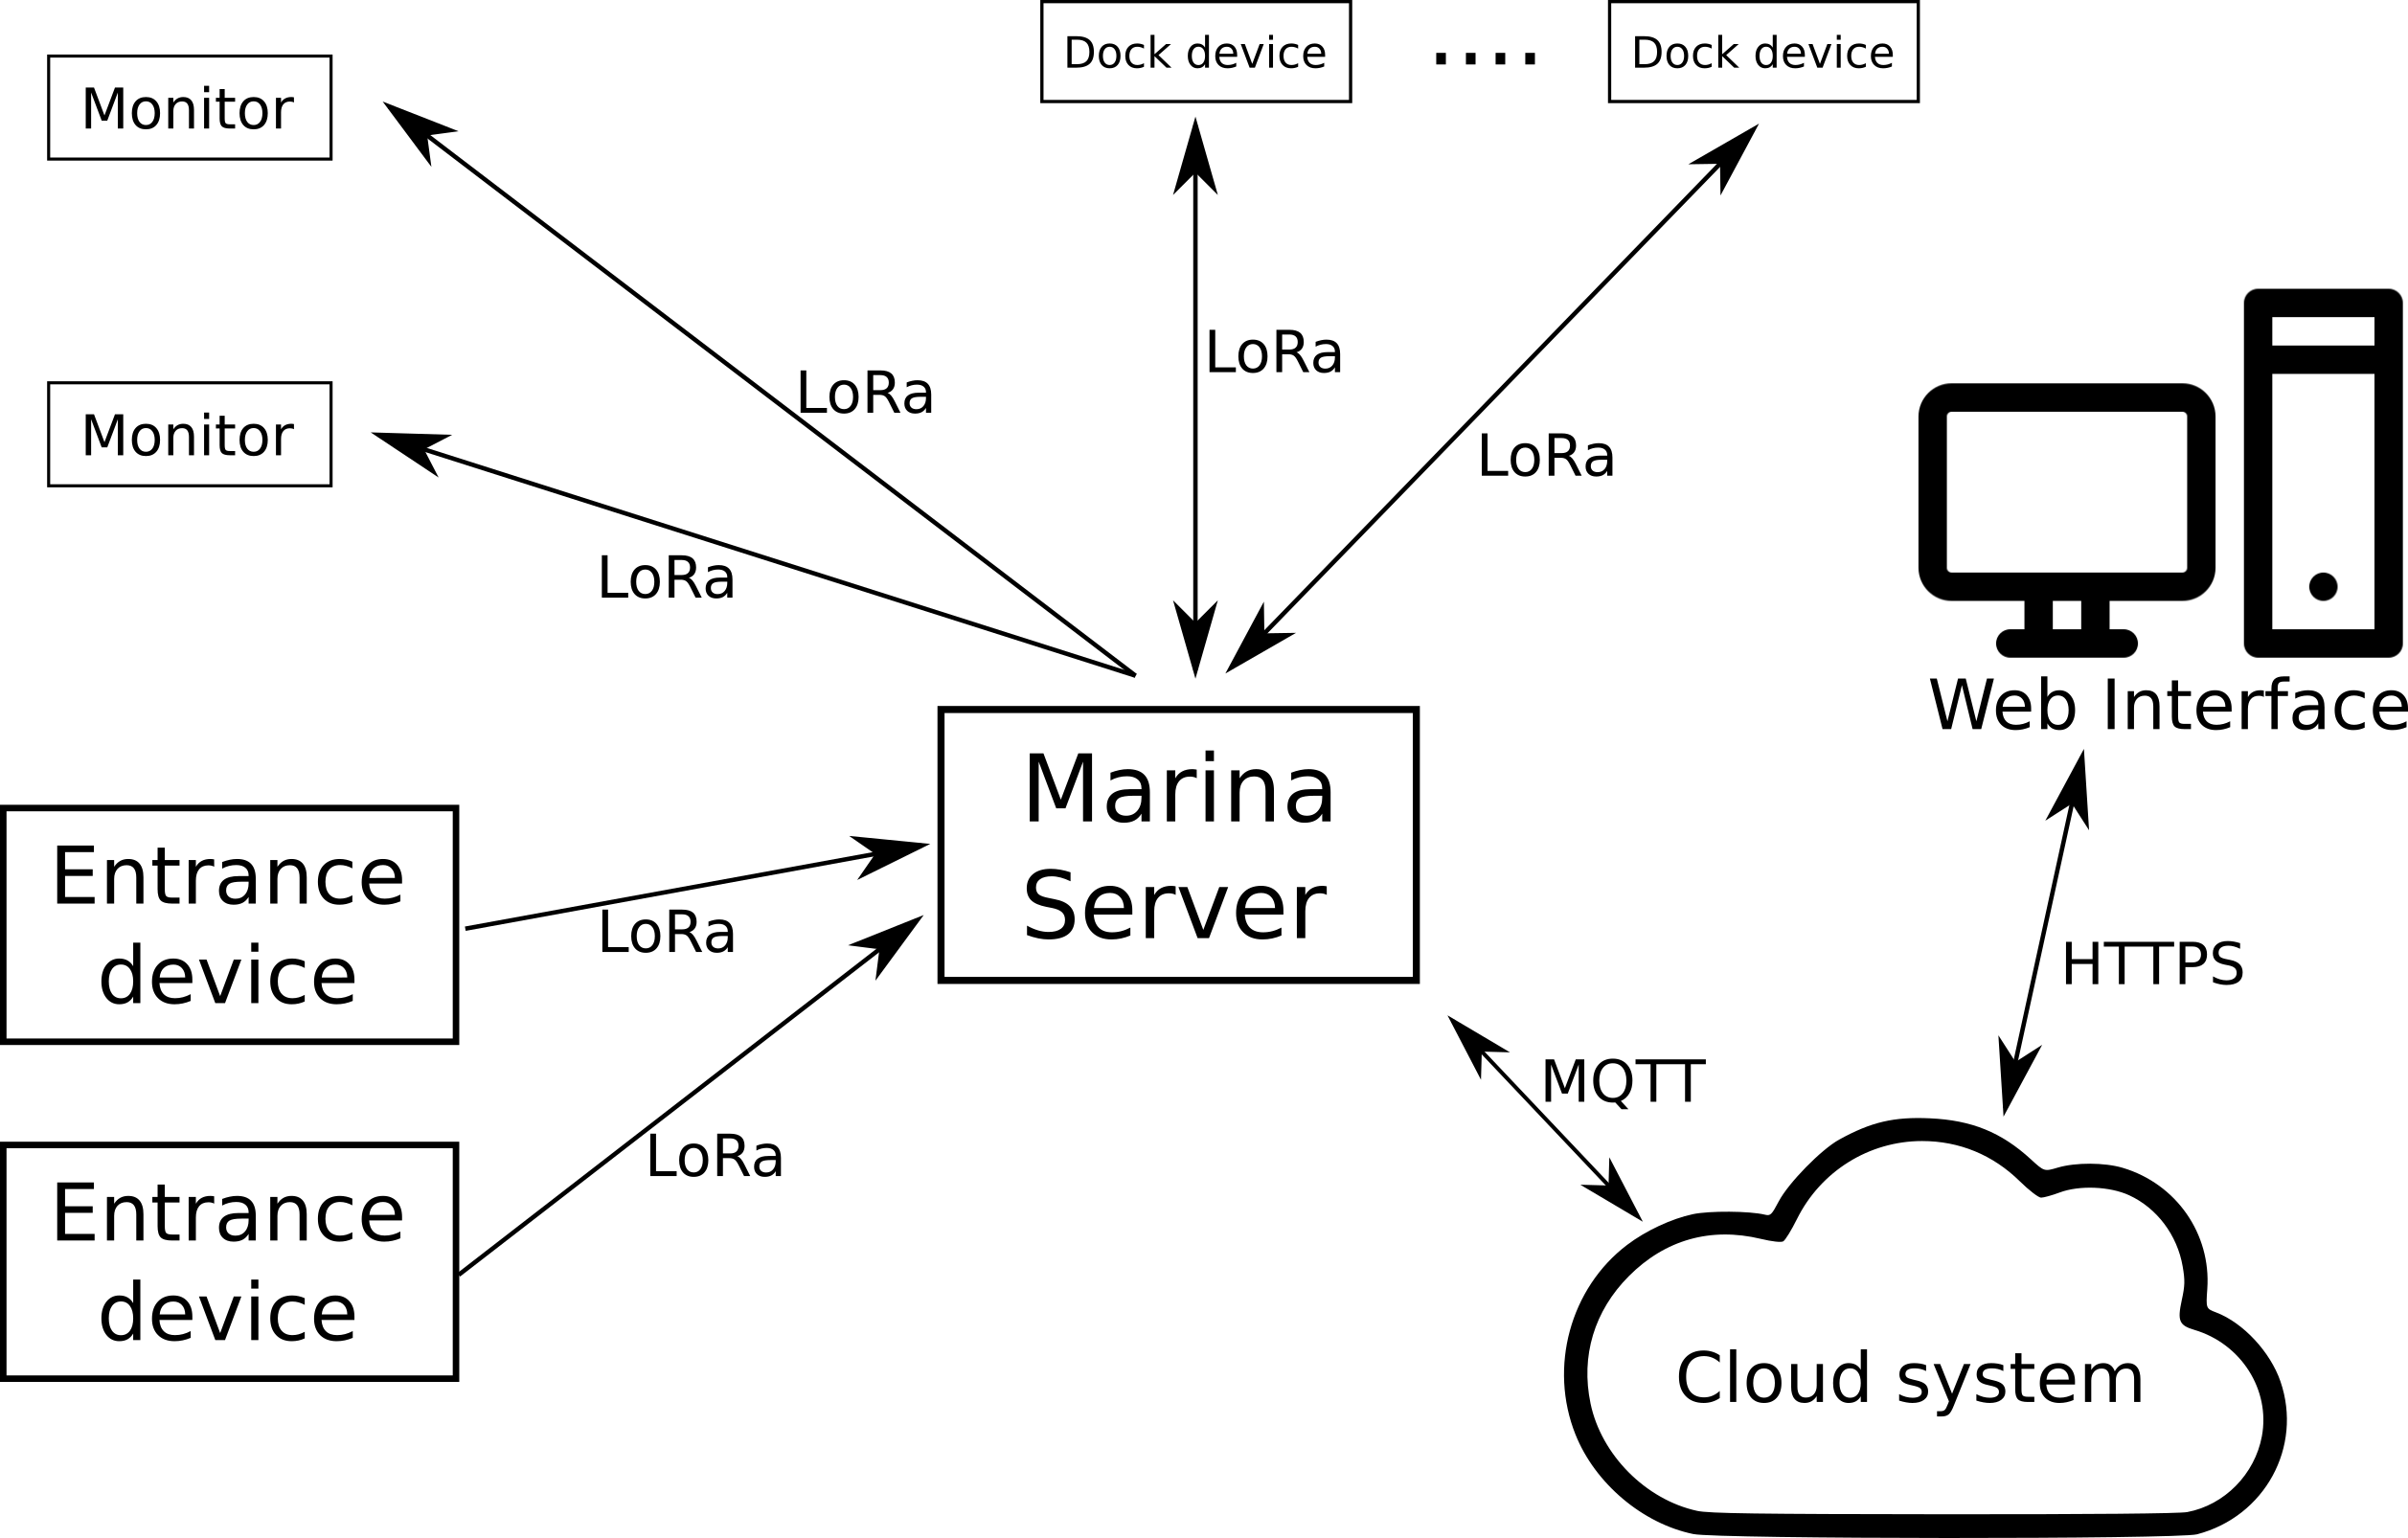 Dock device
....
Dock device
Monitor
LoRa
LoRa
Monitor
LoRa
LoRa
Web Interface
Marina
Server
Entrance
device
LoRa
HTTPS
MQTT
LoRa
Entrance
device
Cloud system